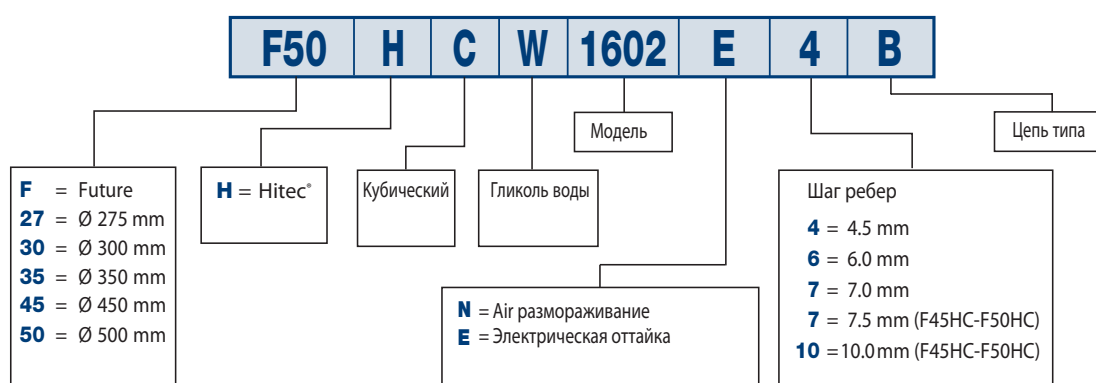 F50 H C W 1602 E 4 B
Модель
Цепь типа
F = Future
27 = Ø 275 mm
30 = Ø 300 mm
35 = Ø 350 mm
45 = Ø 450 mm
50 = Ø 500 mm
H = Hitec®
Кубический
Гликоль воды
N = Air размораживание
E = Электрическая оттайка
Шаг ребер
4 = 4.5 mm
6 = 6.0 mm
7 = 7.0 mm
7 = 7.5 mm (F45HC-F50HC)
10 =10.0mm (F45HC-F50HC)